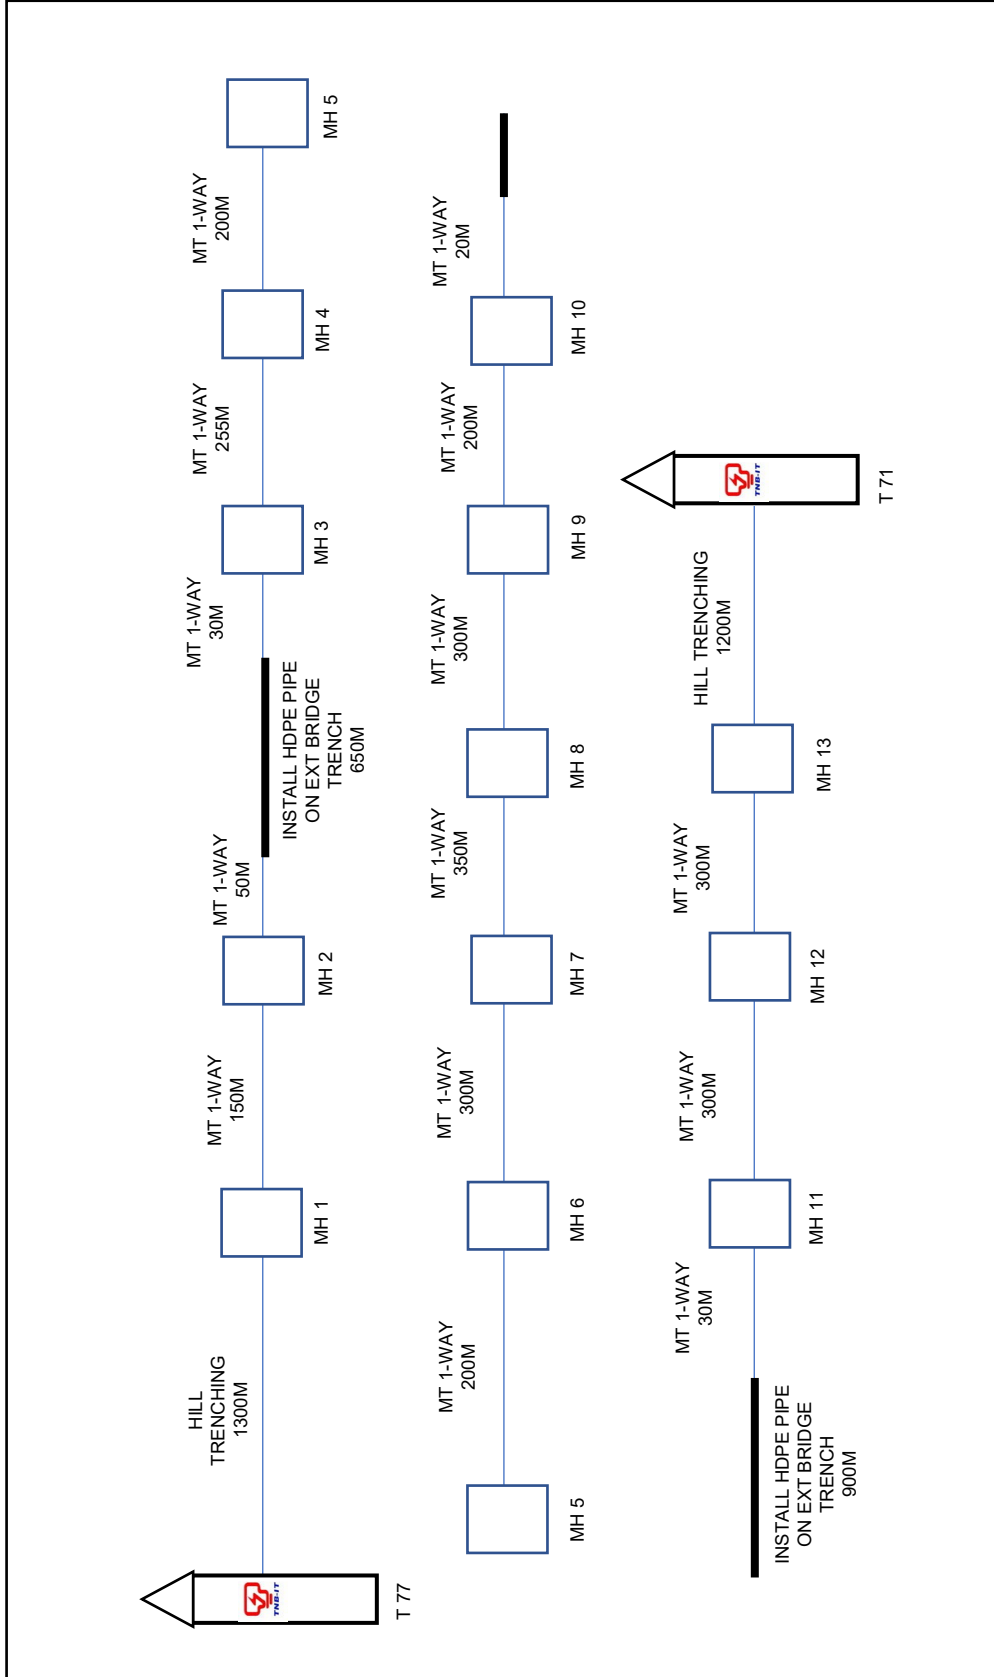 HILL
TRENCHING
1300M
MT 1-WAY
150M
MT 1-WAY
50M
INSTALL HDPE PIPE
ON EXT BRIDGE
TRENCH
650M
MT 1-WAY
30M
MT 1-WAY
255M
MT 1-WAY
200M
TNB-IT
T 77
MH 1
MH 2
MH 3
MH 4
MH 5
MT 1-WAY
200M
MT 1-WAY
300M
MT 1-WAY
350M
MT 1-WAY
300M
MT 1-WAY
200M
MT 1-WAY
20M
MH 5
MH 6
MH 7
MH 8
MH 9
MH 10
INSTALL HDPE PIPE
ON EXT BRIDGE
TRENCH
900M
MT 1-WAY
30M
MT 1-WAY
300M
MT 1-WAY
300M
HILL TRENCHING
1200M
TNB-IT
MH 11
MH 12
MH 13
T 71